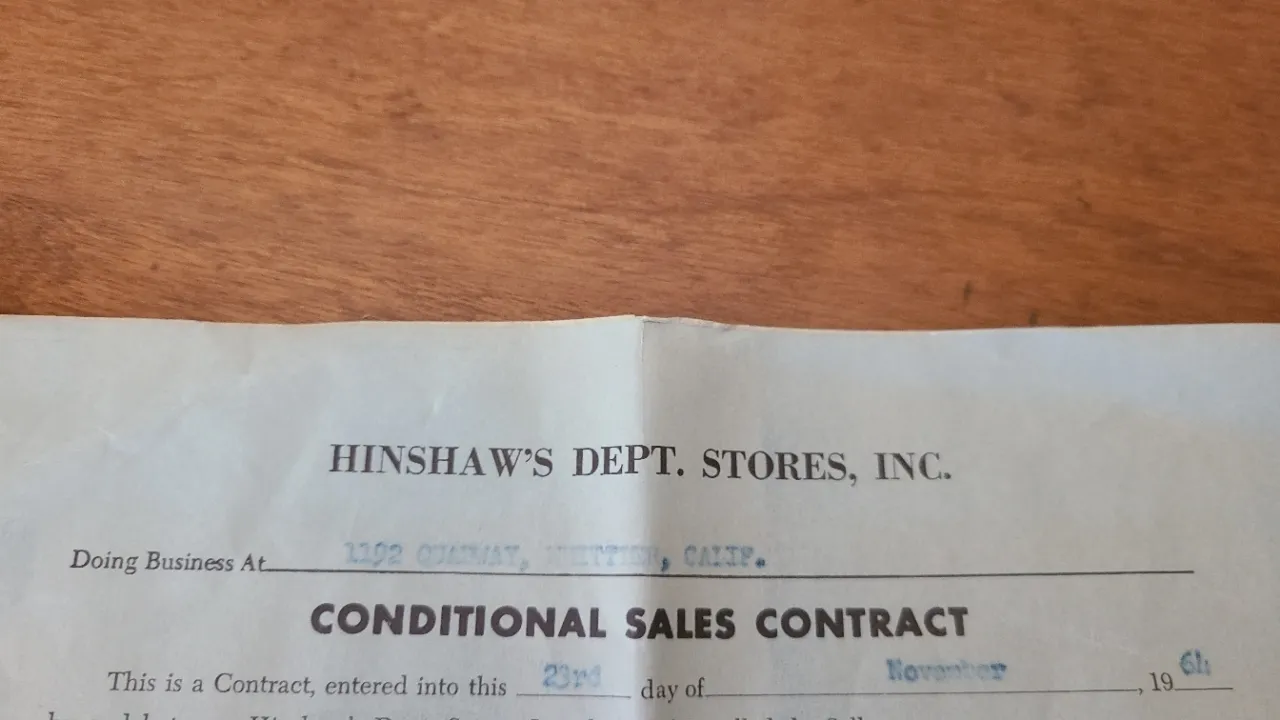 HINSHAW'S DEPT. STORES, INC.
Doing Business At 1192 , WHITTIER, CALIF.
CONDITIONAL SALES CONTRACT
This is a Contract, entered into this 23rd day of November, 1964